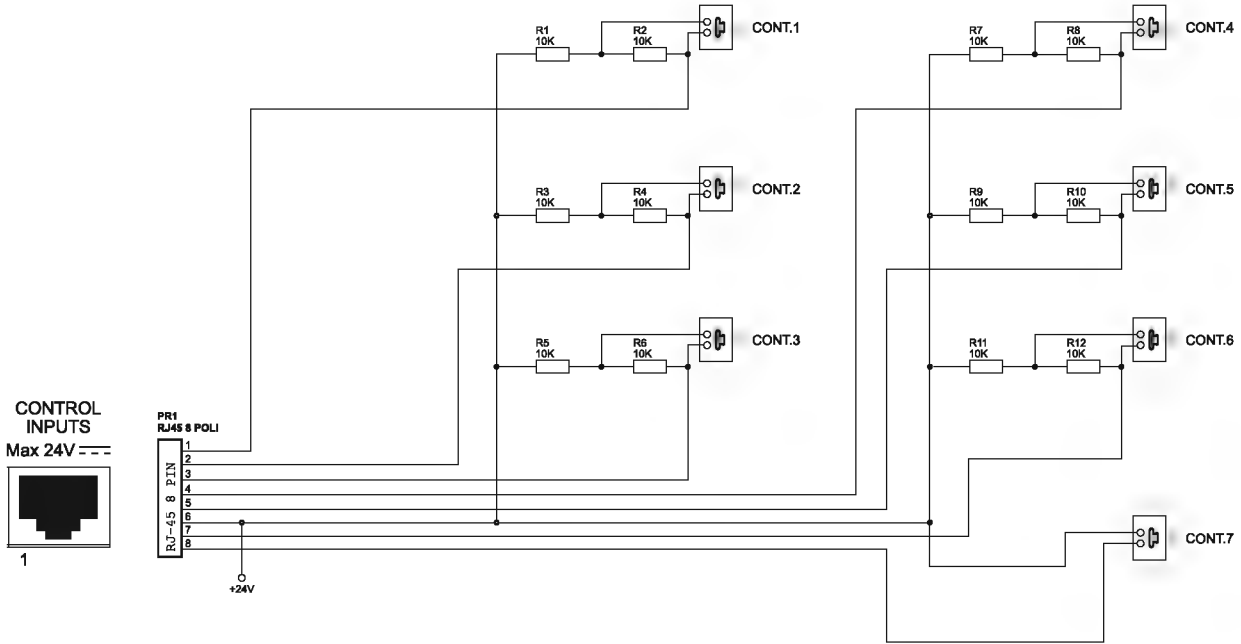 R1
10K
R2
10K
CONT.1
R7
10K
R8
10K
CONT.4
R3
10K
R4
10K
CONT.2
R9
10K
R10
10K
CONT.5
R5
10K
R6
10K
CONT.3
R11
10K
R12
10K
CONT.6
CONTROL
INPUTS
Max 24V
1
PR1
RJ45 8 POLI
RJ-45 8 PIN
1
2
3
4
5
6
7
8
+24V
CONT.7